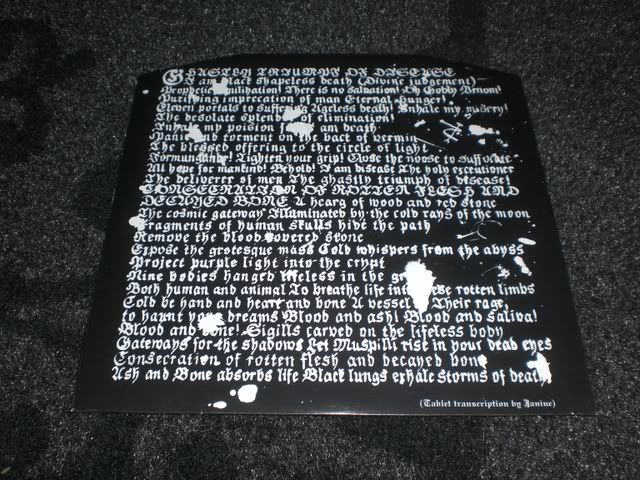 GHASTLY TRIUMPH OF DISEASE
I am black shapeless death (Divine judgement)
Prophetic humiliation! There is no salvation! Oh Godly Venom!
Purifying imprecation of man Eternal hunger!
Eleven portals to suffering Ageless death! Inhale my misery!
The desolate splendor of elimination!
Inhale my poision I am death
Panic and torment on the back of vermin
The blessed offering to the circle of light
Tighten your grip! Close the noose to suffocate
All hope for mankind! Behold! I am disease The holy executioner
The deliverer of men The ghastly triumph of disease!
CONSECRATION OF ROTTEN FLESH AND
DECAYED BONE A hearg of wood and red stone
The cosmic gateway Illuminated by the cold rays of the moon
Fragments of human skulls hide the path
Remove the blood covered stone
Expose the grotesque mass Cold whispers from the abyss
Project purple light into the crypt
Nine bodies hanged lifeless in the
Both human and animal To breathe life into these rotten limbs
Cold be hand and heart and bone A vessel Their rage,
to haunt your dreams Blood and ash! Blood and saliva!
Blood and bone! Sigills carved on the lifeless body
Gateways for the shadows Let Muspill rise in your dead eyes
Consecration of rotten flesh and decayed bone
Ash and Bone absorbs life Black lungs exhale storms of death
(Tablet transcription by Janine)